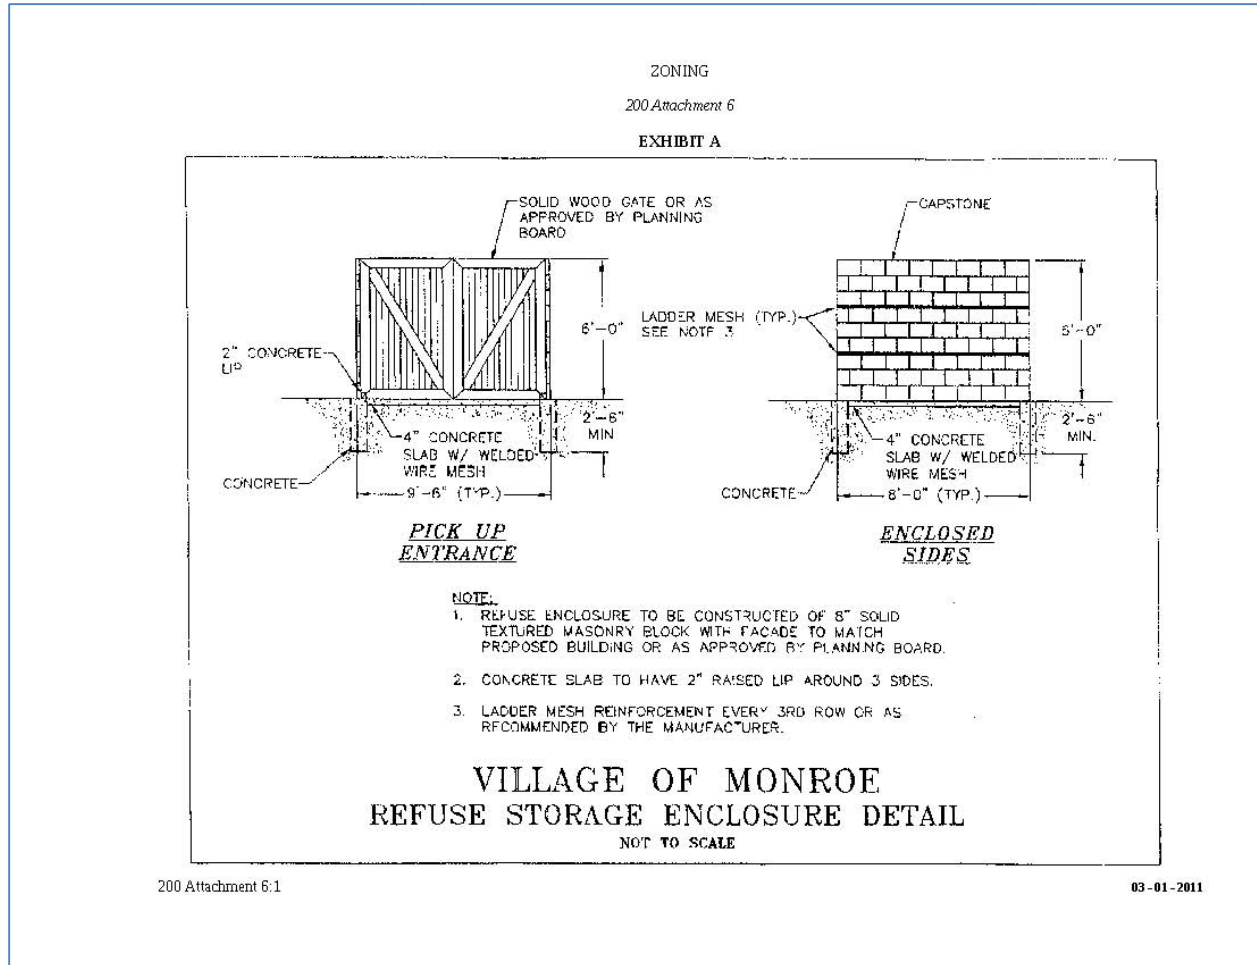 ZONING
200 Attachment 6
EXHIBIT A
SOLID WOOD GATE OR AS
APPROVED BY PLANNING
BOARD
CAPSTONE
6'-0"
LADDER MESH (TYP.)
SEE NOTE 3
6'-0"
2" CONCRETE
LIP
2'-6"
MIN
4" CONCRETE
SLAB W/ WELDED
WIRE MESH
CONCRETE
9'-6" (TYP.)
2'-6"
MIN.
4" CONCRETE
SLAB W/ WELDED
WIRE MESH
CONCRETE
8'-0" (TYP.)
PICK UP
ENTRANCE
ENCLOSED
SIDES
NOTE:
1. REFUSE ENCLOSURE TO BE CONSTRUCTED OF 8" SOLID
TEXTURED MASONRY BLOCK WITH FACADE TO MATCH
PROPOSED BUILDING OR AS APPROVED BY PLANNING BOARD.
2. CONCRETE SLAB TO HAVE 2" RAISED LIP AROUND 3 SIDES.
3. LADDER MESH REINFORCEMENT EVERY 3RD ROW OR AS
RECOMMENDED BY THE MANUFACTURER.
VILLAGE OF MONROE
REFUSE STORAGE ENCLOSURE DETAIL
NOT TO SCALE
200 Attachment 6:1
03-01-2011